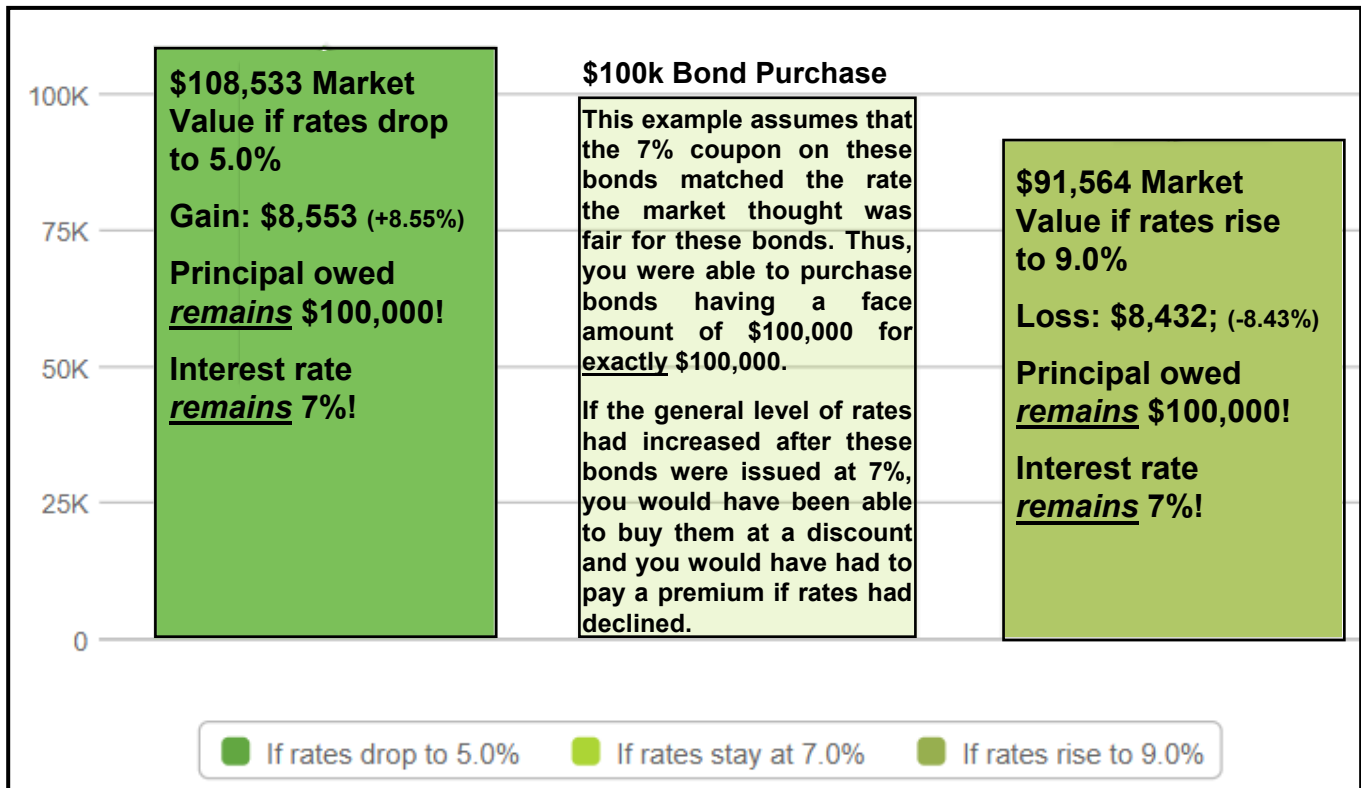 $108,533 Market
Value if rates drop
to 5.0%
Gain: $8,553 (+8.55%)
Principal owed
remains $100,000!
Interest rate
remains 7%!
$100k Bond Purchase
This example assumes that
the 7% coupon on these
bonds matched the rate
the market thought was
fair for these bonds. Thus,
you were able to purchase
bonds having a face
amount of $100,000 for
exactly $100,000.
If the general level of rates
had increased after these
bonds were issued at 7%,
you would have been able
to buy them at a discount
and you would have had to
pay a premium if rates had
declined.
$91,564 Market
Value if rates rise
to 9.0%
Loss: $8,432; (-8.43%)
Principal owed
remains $100,000!
Interest rate
remains 7%!
100K
75K
50K
25K
0
If rates drop to 5.0%
If rates stay at 7.0%
If rates rise to 9.0%